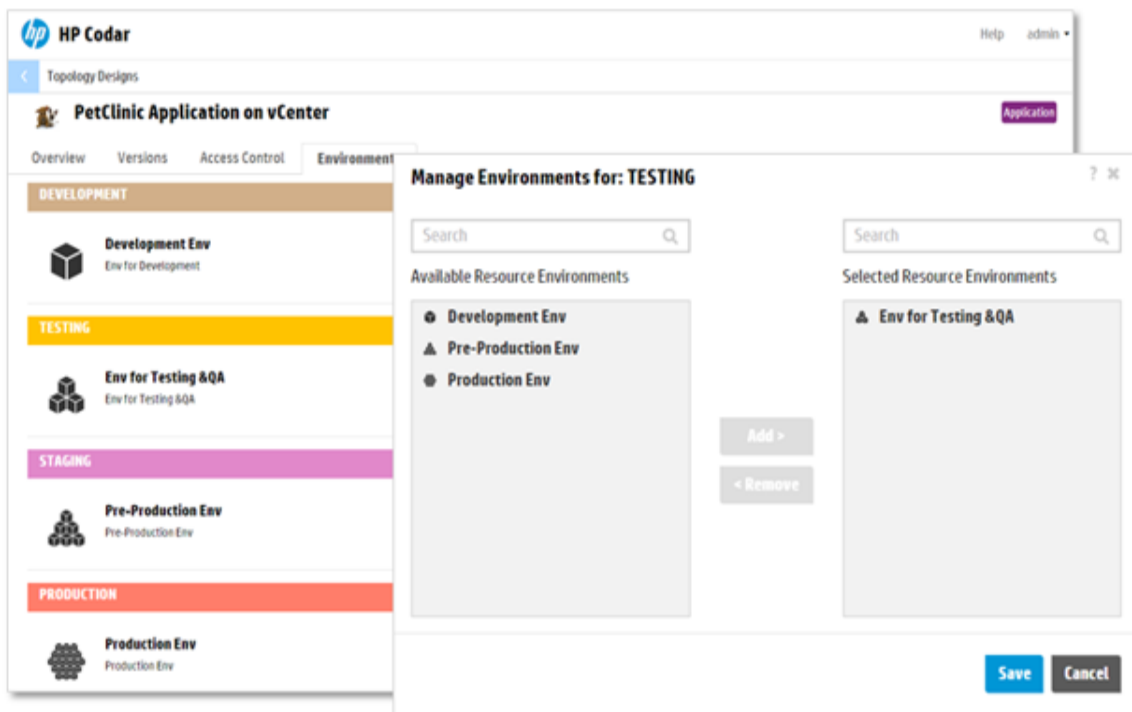 hp HP Codar
Help admin
Topology Designs
PetClinic Application on vCenter
Application
Overview Versions Access Control Environment
DEVELOPMENT
Development Env
Env for Development
TESTING
Env for Testing &QA
Env for Testing &QA
STAGING
Pre-Production Env
Pre-Production Env
PRODUCTION
Production Env
Production Env
Manage Environments for: TESTING
?
Search
Search
Available Resource Environments
Selected Resource Environments
Development Env
Pre-Production Env
Production Env
Env for Testing &QA
Add >
< Remove
Save Cancel